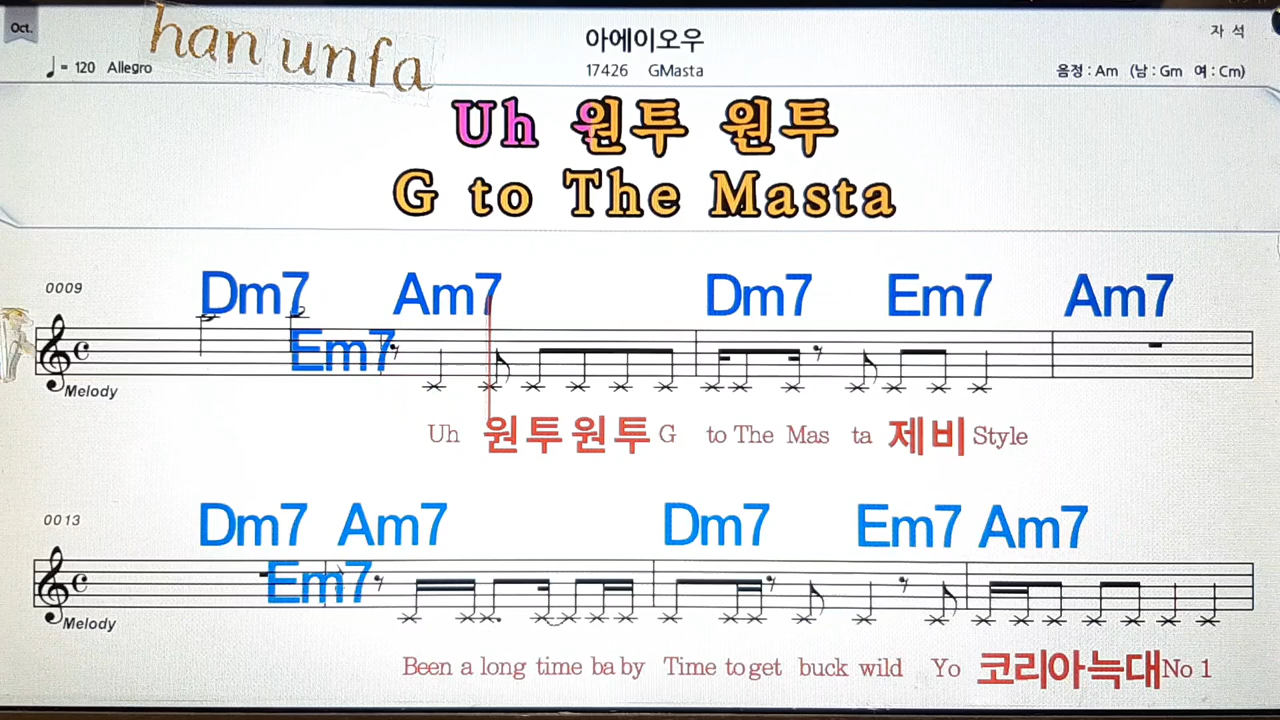 Oct.
han unfa
아에이오우
자 석
♩= 120 Allegro
17426 GMasta
음정 : Am (남 : Gm 여 : Cm)
Uh 원투 원투
G to The Masta
0009
Dm7 Em7 Am7 Dm7 Em7 Am7
Melody
Uh 원투원투 G to The Mas ta 제비 Style
0013
Dm7 Em7 Am7 Dm7 Em7 Am7
Melody
Been a long time ba by Time to get buck wild Yo 코리아늑대 No 1